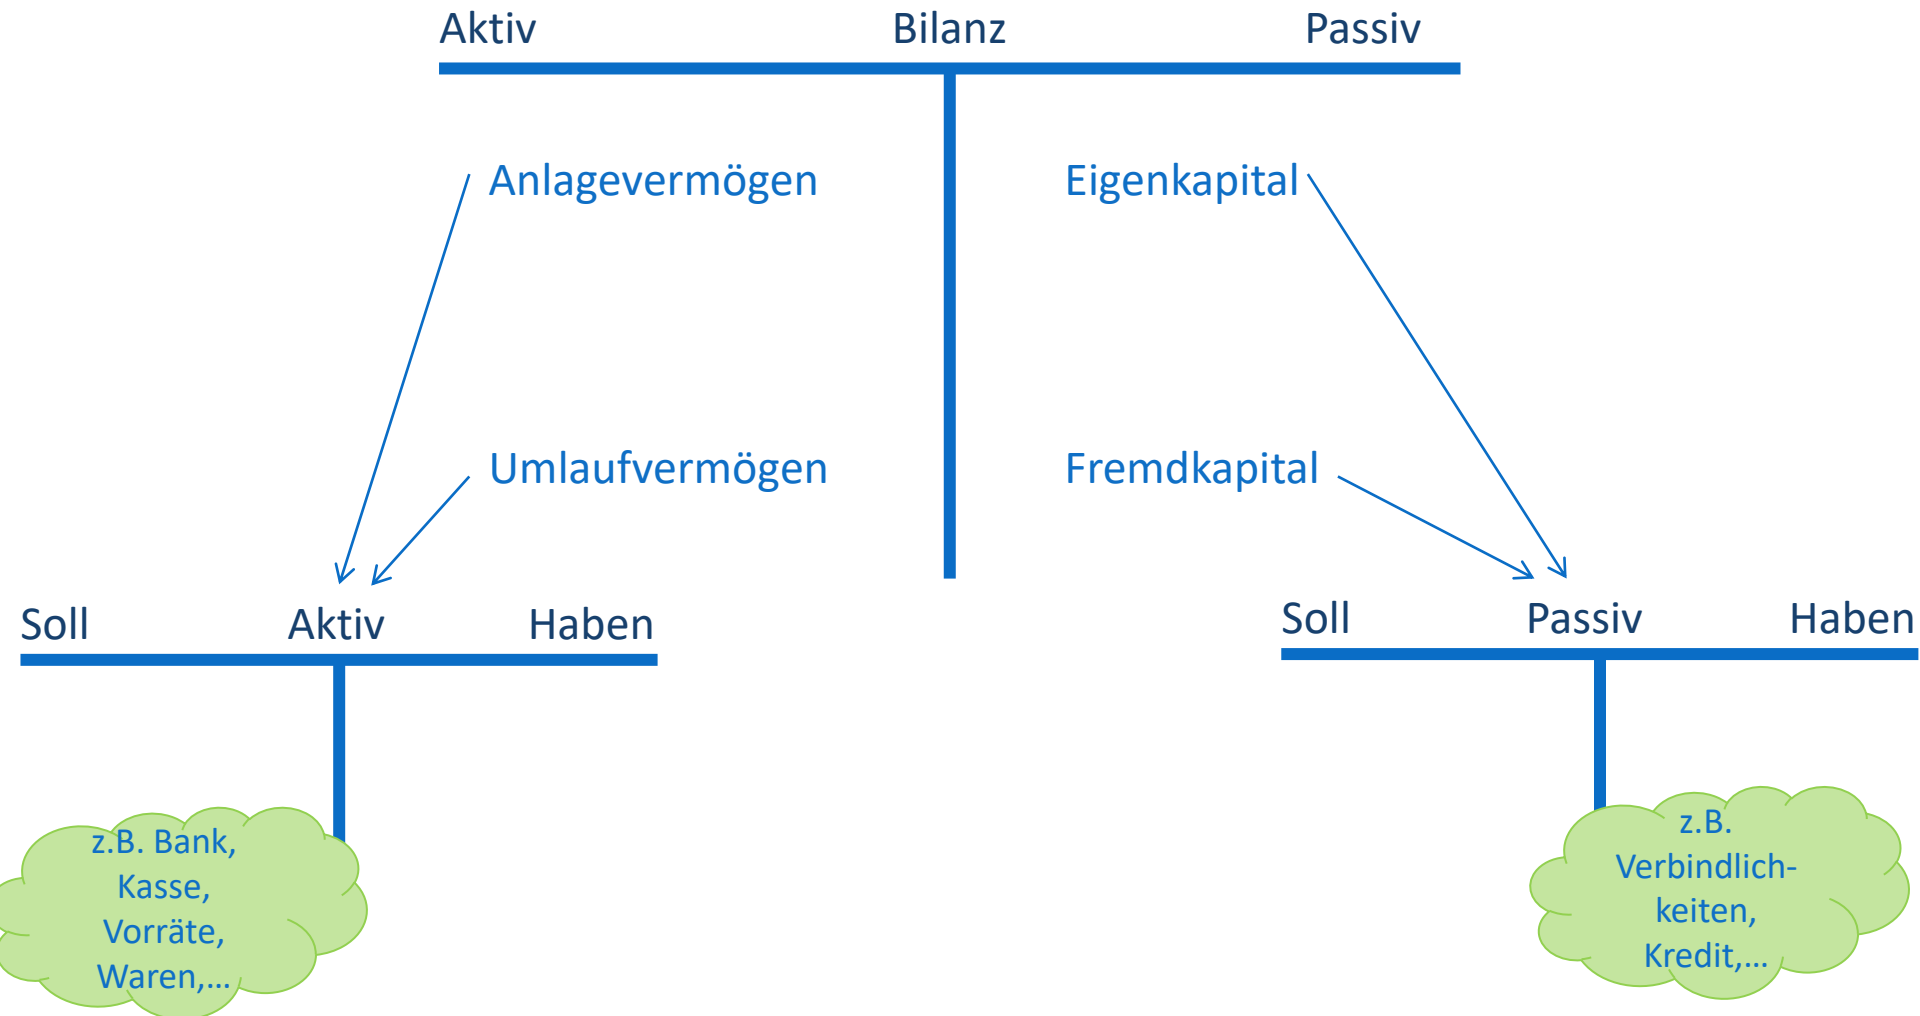 Aktiv Bilanz Passiv
Anlagevermögen Eigenkapital
Umlaufvermögen Fremdkapital
Soll Aktiv Haben
Soll Passiv Haben
z.B. Bank,
Kasse,
Vorräte,
Waren,...
z.B.
Verbindlich-
keiten,
Kredit,...